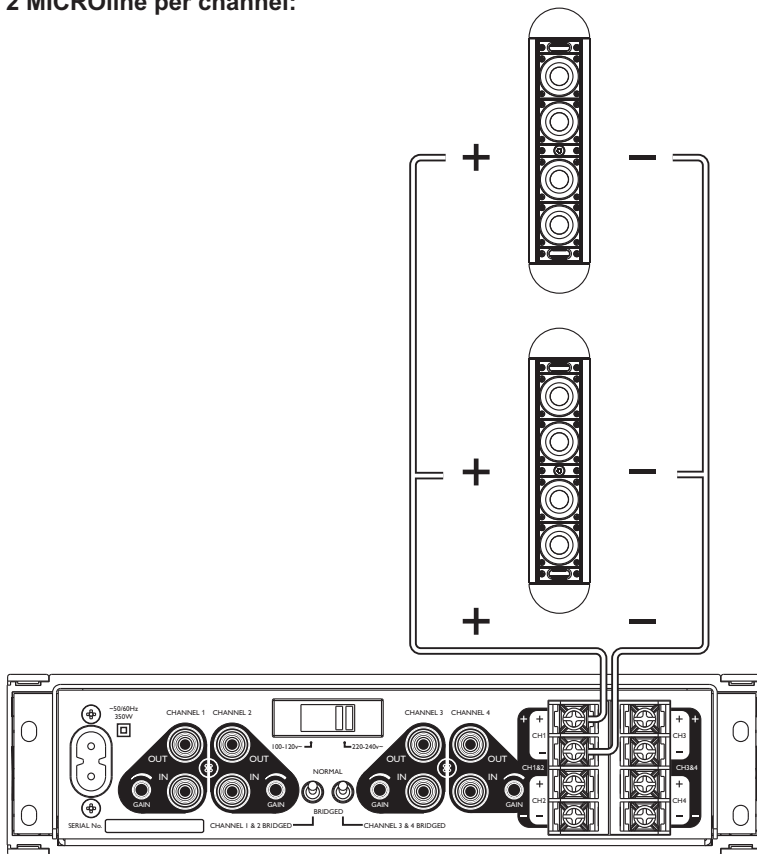 2 MICROline per channel:
+ −
+ −
+ −
~50/60Hz
350W
CHANNEL 1 CHANNEL 2
CHANNEL 3 CHANNEL 4
100-120v~ 220-240v~
OUT OUT
OUT OUT
IN IN
IN IN
GAIN GAIN
GAIN GAIN
NORMAL
BRIDGED
SERIAL No.
CHANNEL 1 & 2 BRIDGED
CHANNEL 3 & 4 BRIDGED
+ +
CH1
−
CH1&2
+
CH2
− −
+ +
CH3
−
CH3&4
+
CH4
− −